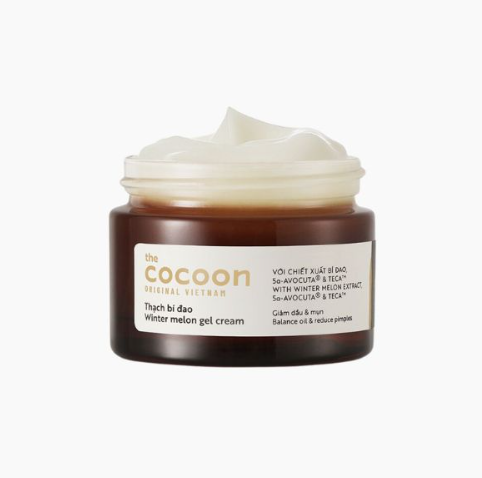 the
cocoon
ORIGINAL VIETNAM
Thạch bí đao
Winter melon gel cream
VỚI CHIẾT XUẤT BÍ ĐAO,
5α-AVOCUTA® & TECA™
WITH WINTER MELON EXTRACT,
5α-AVOCUTA® & TECA™
Giảm dầu & mụn
Balance oil & reduce pimples